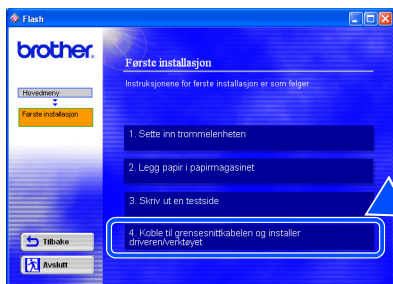 Flash
brother.
Hovedmeny
Første installasjon
Første installasjon
Instruksjonene for første installasjon er som følger.
1. Sette inn trommelenheten
2. Legg papir i papirmagasinet
3. Skriv ut en testside
4. Koble til grensesnittkabelen og installer
driveren/verktøyet
Tilbake
Avslutt